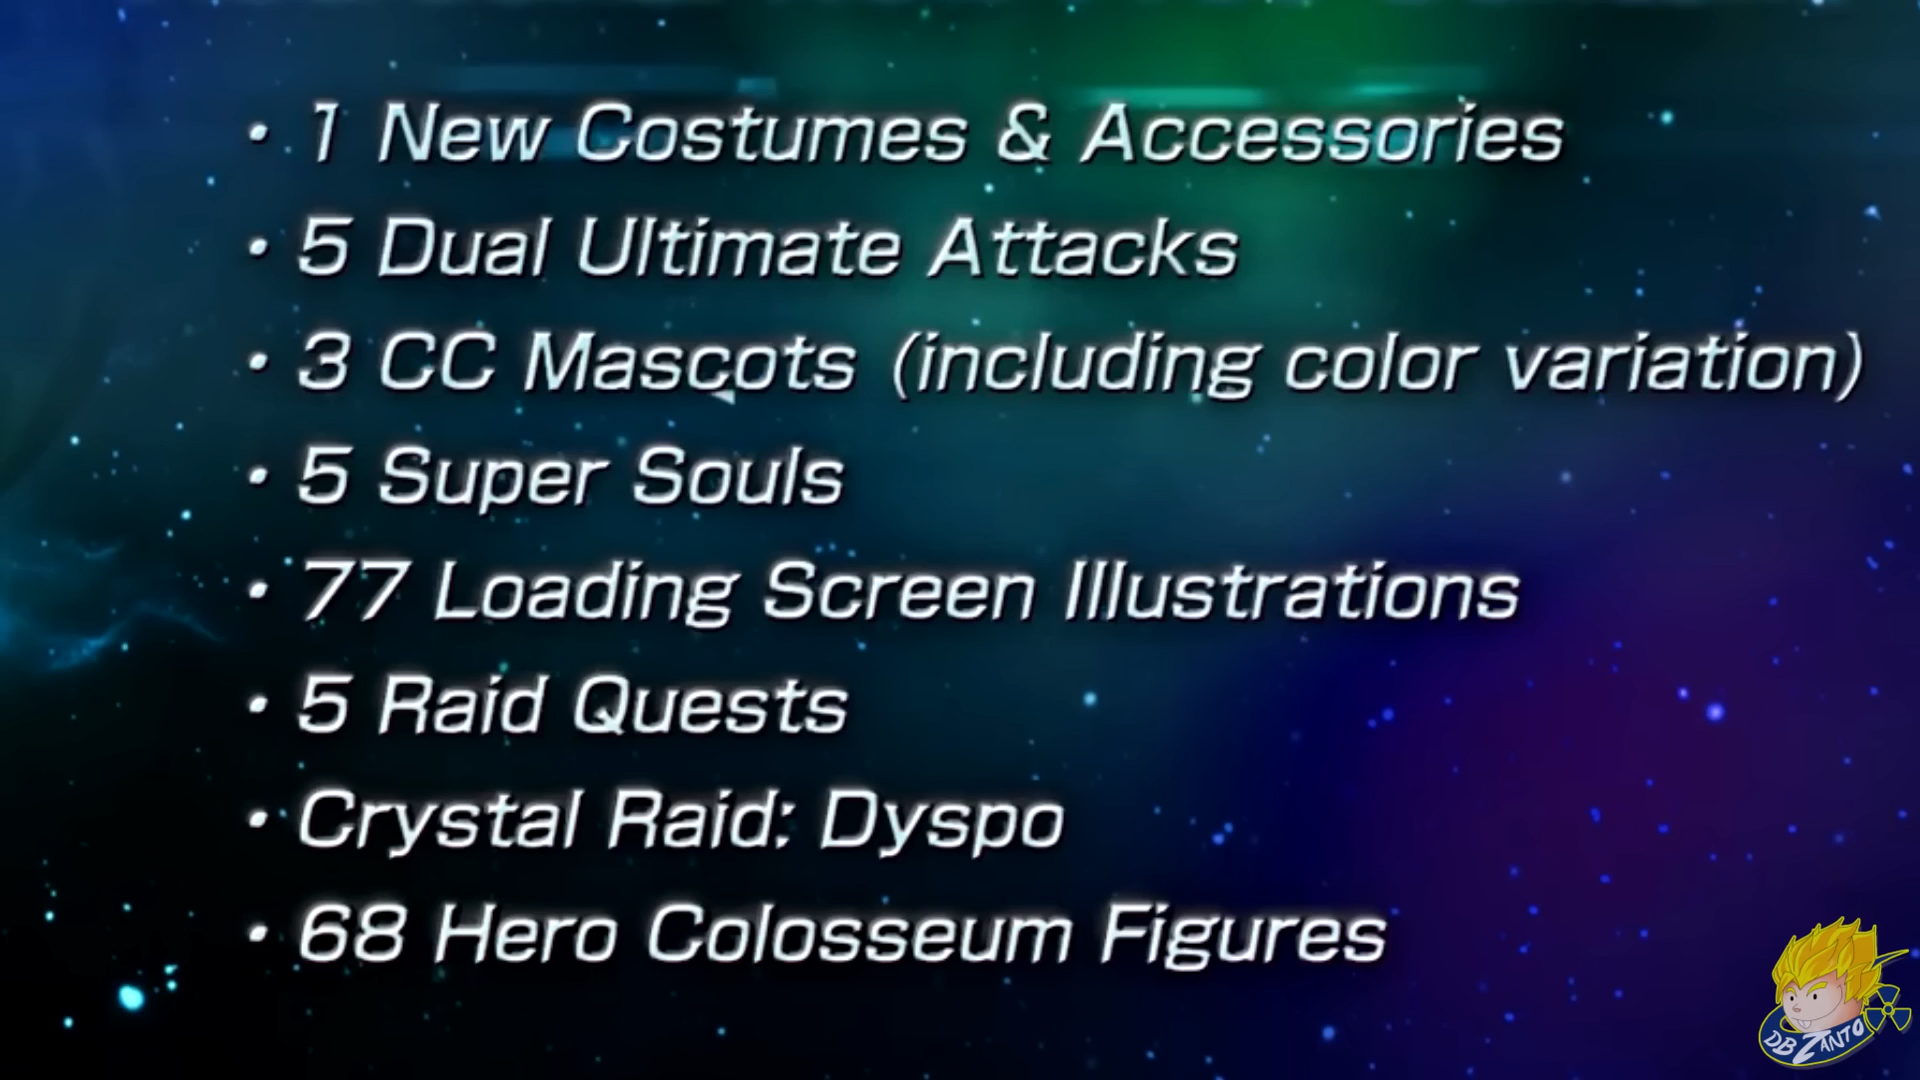 • 1 New Costumes & Accessories
• 5 Dual Ultimate Attacks
• 3 CC Mascots (including color variation)
• 5 Super Souls
• 77 Loading Screen Illustrations
• 5 Raid Quests
• Crystal Raid: Dyspo
• 68 Hero Colosseum Figures
DBZANTO